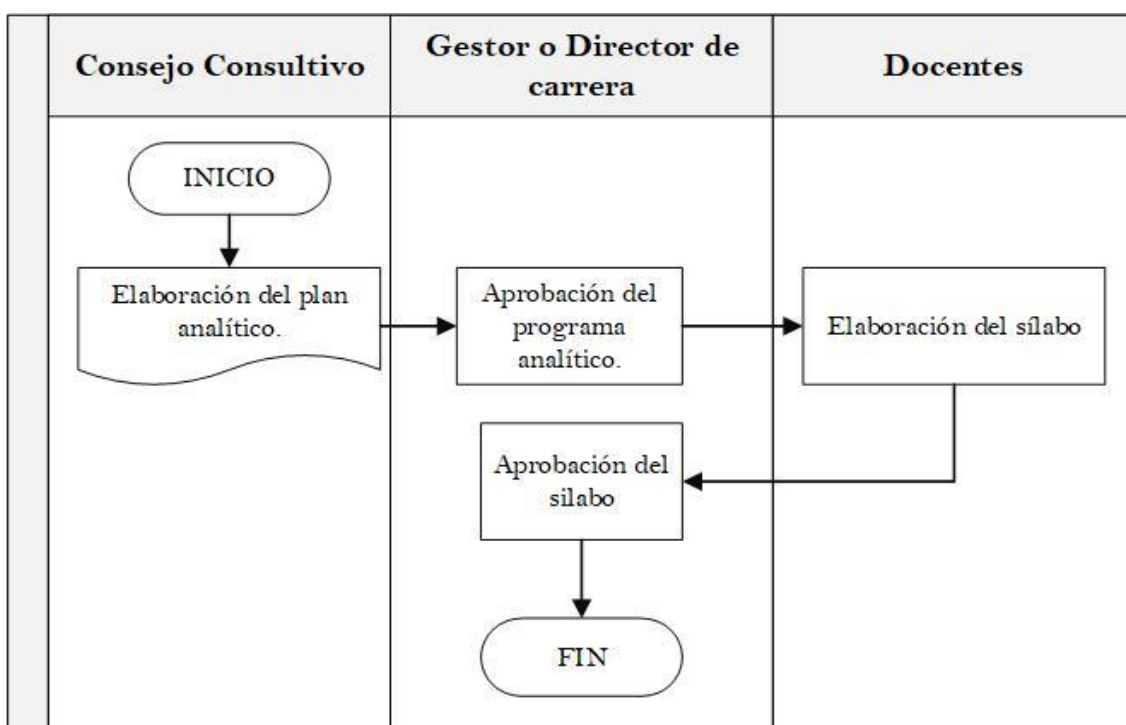 Consejo Consultivo
Gestor o Director de
carrera
Docentes
INICIO
Elaboración del plan
analítico.
Aprobación del
programa
analítico.
Elaboración del sílabo
Aprobación del
silabo
FIN